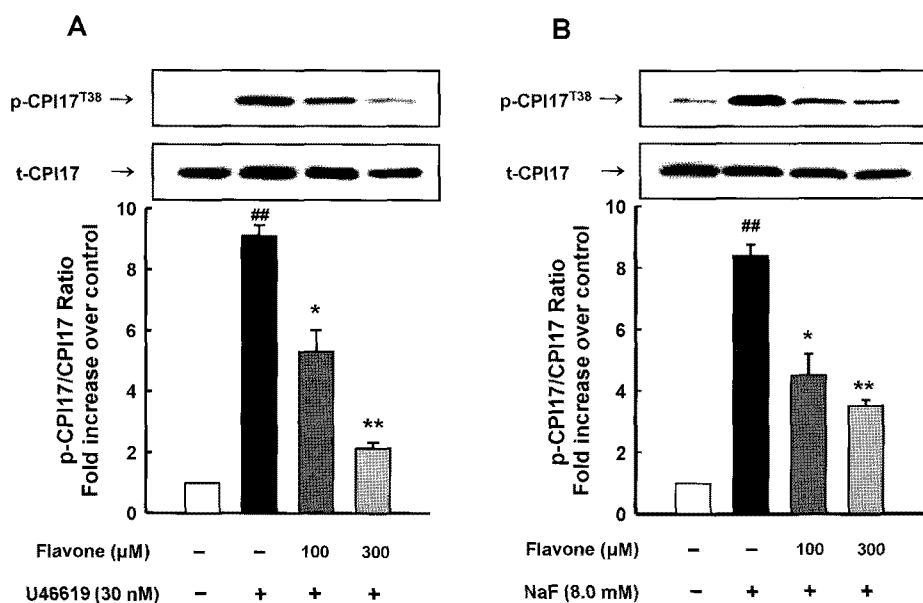 A
p-CPI17T38 →
t-CPI17 →
p-CPI17/CPI17 Ratio
Fold increase over control
10
8
6
4
2
0
##
*
**
Flavone (μM) – – 100 300
U46619 (30 nM) – + + +
B
p-CPI17T38 →
t-CPI17 →
p-CPI17/CPI17 Ratio
Fold increase over control
10
8
6
4
2
0
##
*
**
Flavone (μM) – – 100 300
NaF (8.0 mM) – + + +